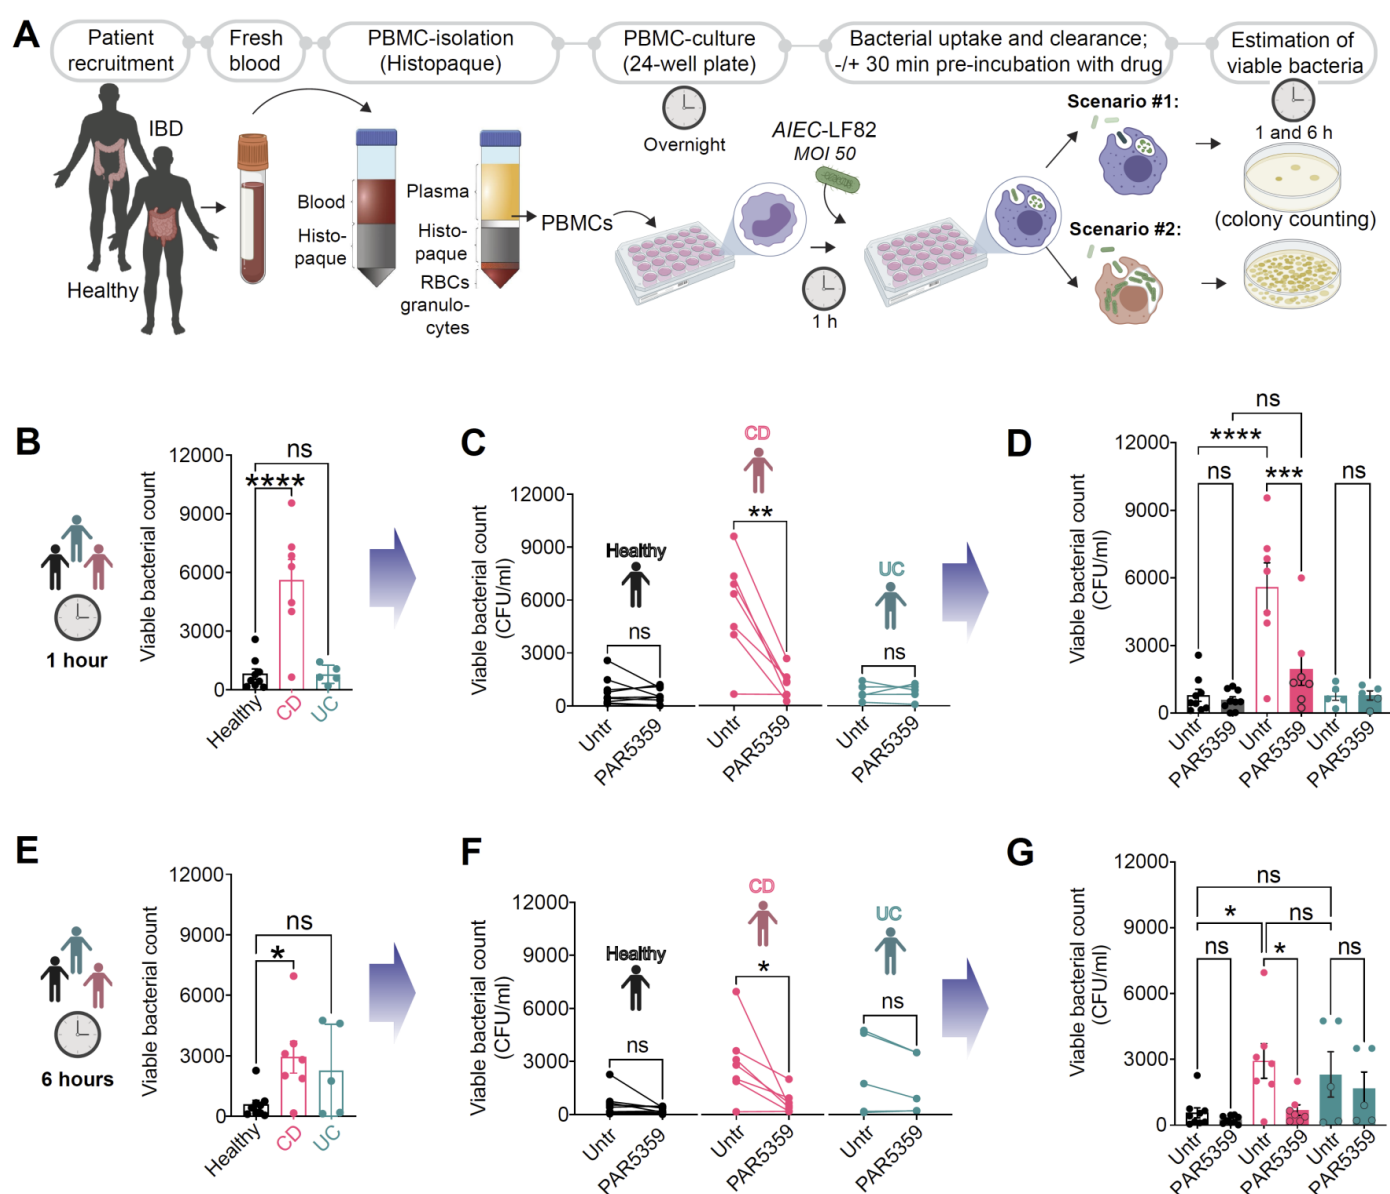 A
Patient
recruitment
Fresh
blood
PBMC-isolation
(Histopaque)
PBMC-culture
(24-well plate)
Bacterial uptake and clearance;
-/+ 30 min pre-incubation with drug
Estimation of
viable bacteria
IBD
Healthy
Blood
Histo-
paque
Plasma
Histo-
paque
RBCs
granulo-
cytes
PBMCs
Overnight
AIEC-LF82
MOI 50
1 h
Scenario #1:
Scenario #2:
1 and 6 h
(colony counting)
B
1 hour
Viable bacterial count
12000
9000
6000
3000
0
ns
****
Healthy
CD
UC
C
Viable bacterial count
(CFU/ml)
12000
9000
6000
3000
0
Healthy
ns
CD
**
UC
ns
Untr
PAR5359
Untr
PAR5359
Untr
PAR5359
D
Viable bacterial count
(CFU/ml)
12000
9000
6000
3000
0
ns
****
ns
***
ns
Untr
PAR5359
Untr
PAR5359
Untr
PAR5359
E
6 hours
Viable bacterial count
12000
9000
6000
3000
0
ns
*
Healthy
CD
UC
F
Viable bacterial count
(CFU/ml)
12000
9000
6000
3000
0
Healthy
ns
CD
*
UC
ns
Untr
PAR5359
Untr
PAR5359
Untr
PAR5359
G
Viable bacterial count
(CFU/ml)
12000
9000
6000
3000
0
ns
*
ns
ns
*
ns
Untr
PAR5359
Untr
PAR5359
Untr
PAR5359